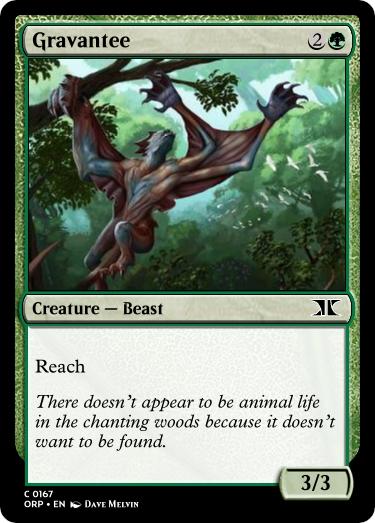 Gravantee 2
Creature — Beast
Reach
There doesn't appear to be animal life
in the chanting woods because it doesn't
want to be found.
3/3
C 0167
ORP • EN Dave Melvin